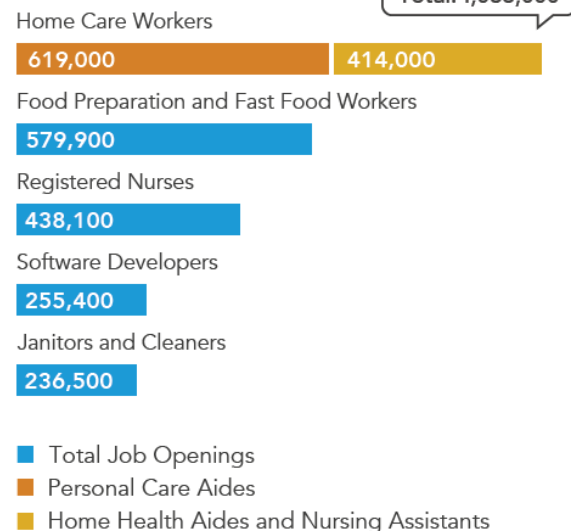 Total:
Home Care Workers
619,000 414,000
Food Preparation and Fast Food Workers
579,900
Registered Nurses
438,100
Software Developers
255,400
Janitors and Cleaners
236,500
Total Job Openings
Personal Care Aides
Home Health Aides and Nursing Assistants